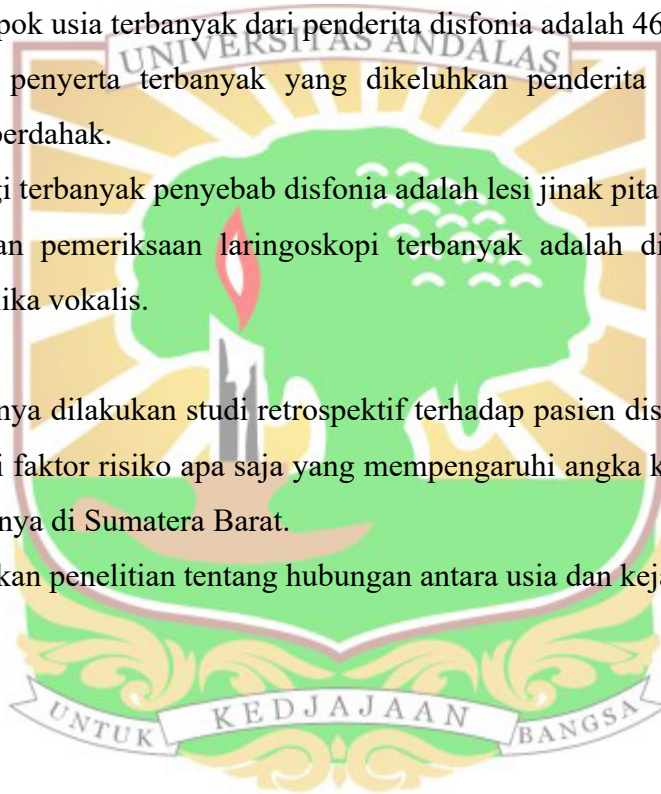 pok usia terbanyak dari penderita disfonia adalah 46
UNIVERSITAS ANDALAS
penyerta terbanyak yang dikeluhkan penderita
berdahak.
gi terbanyak penyebab disfonia adalah lesi jinak pita
an pemeriksaan laringoskopi terbanyak adalah di
ika vokalis.
nya dilakukan studi retrospektif terhadap pasien dis
i faktor risiko apa saja yang mempengaruhi angka k
nya di Sumatera Barat.
kan penelitian tentang hubungan antara usia dan keja
UNTUK KEDJAJAAN BANGSA